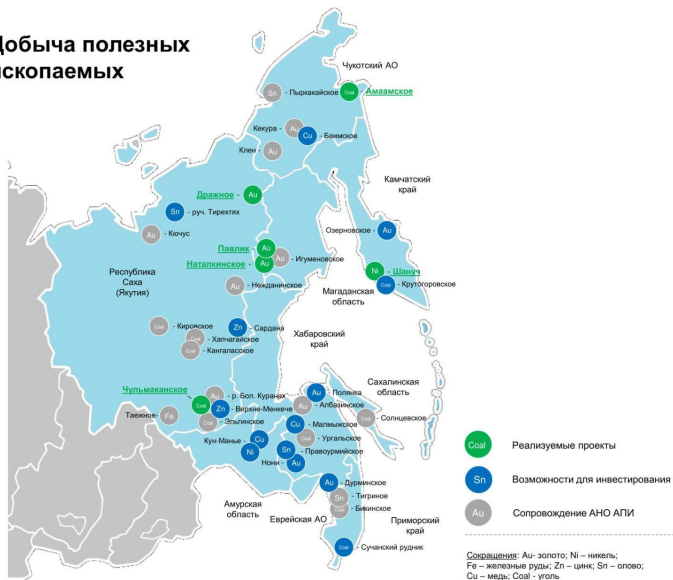 Добыча полезных
ископаемых
Чукотский АО
Sn - Пыркакайское
Coal Амаамское
Кекура - Au
Cu - Баимское
Клен - Au
Камчатский
край
Дражное - Au
Sn - руч. Тирехтях
Au - Кючус
Озерновское Au
Павлик - Au
Наталкинское - Au
Au - Игуменовское
Ni - Шануч
Coal - Крутогоровское
Республика
Саха
(Якутия)
Au - Нежданинское
Магаданская
область
Coal - Кировское
Zn - Сардана
Coal - Хапчагайское
Coal - Кангаласское
Хабаровский
край
Сахалинская
область
Чульмаканское
Coal
Au - р. Бол. Куранах
Zn - Верхне-Менкече
Coal - Эльгинское
Таежное - Fe
Au - Полянка
Au - Албазинское
Coal - Солнцевское
Cu - Малмыжское
Coal - Ургальское
Кун-Манье - Cu
Ni
Sn - Правоурмийское
Нони - Au
Au - Дурминское
Sn - Тигриное
Coal - Бикинское
Амурская
область
Еврейская АО
Приморский
край
Coal - Сучанский рудник
Coal Реализуемые проекты
Sn Возможности для инвестирования
Au Сопровождение АНО АПИ
Сокращения: Au- золото; Ni – никель;
Fe – железные руды; Zn – цинк; Sn – олово;
Cu – медь; Coal - уголь